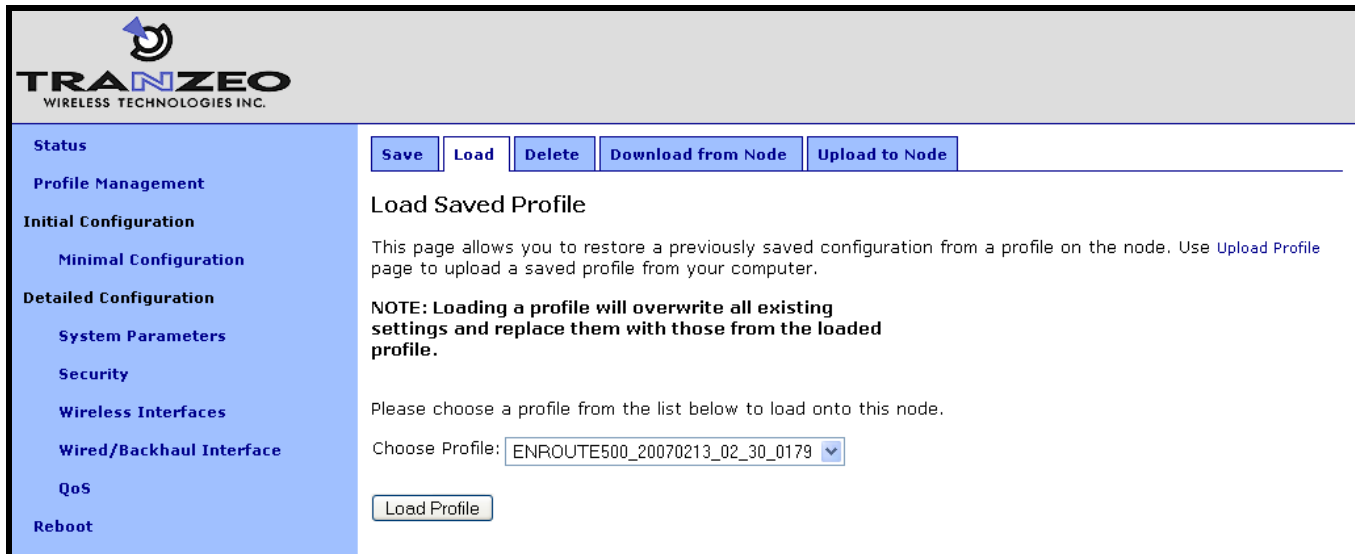 TRANZEO
WIRELESS TECHNOLOGIES INC.
Status
Profile Management
Initial Configuration
Minimal Configuration
Detailed Configuration
System Parameters
Security
Wireless Interfaces
Wired/Backhaul Interface
QoS
Reboot
Save Load Delete Download from Node Upload to Node
Load Saved Profile
This page allows you to restore a previously saved configuration from a profile on the node. Use Upload Profile
page to upload a saved profile from your computer.
NOTE: Loading a profile will overwrite all existing
settings and replace them with those from the loaded
profile.
Please choose a profile from the list below to load onto this node.
Choose Profile: ENROUTE500_20070213_02_30_0179
Load Profile